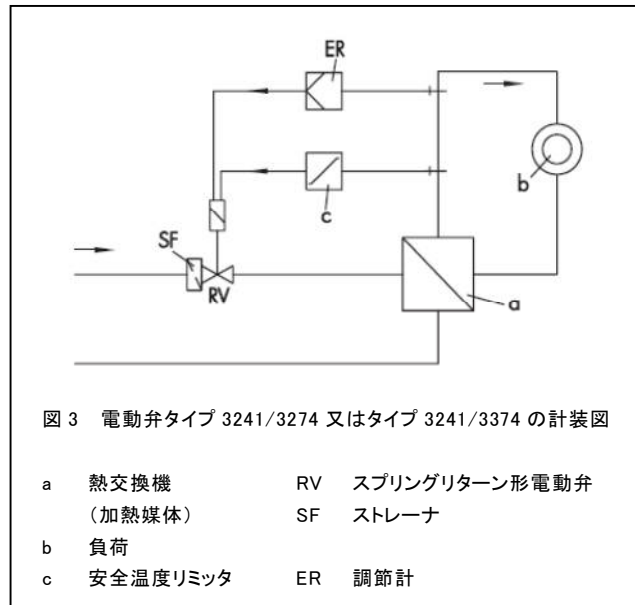 ER
c
b
SF
RV
a
図 3 電動弁タイプ 3241/3274 又はタイプ 3241/3374 の計装図
a 熱交換機 RV スプリングリターン形電動弁
(加熱媒体) SF ストレーナ
b 負荷
c 安全温度リミッタ ER 調節計